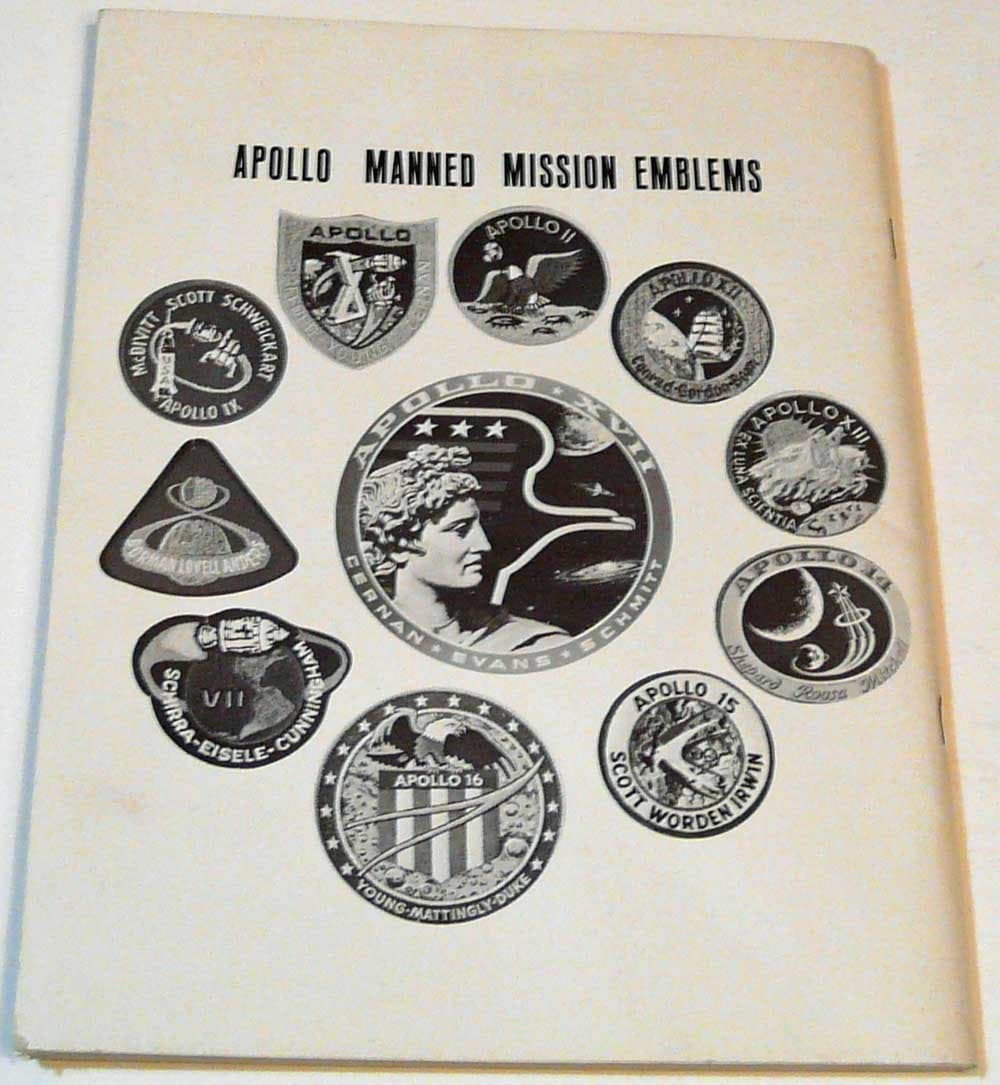 APOLLO MANNED MISSION EMBLEMS
APOLLO
YOUNG
APOLLO 11
APOLLO XII
Conrad-Gordon-Bean
McDIVITT SCOTT SCHWEICKART
USA
APOLLO IX
APOLLO XIII
EX LUNA SCIENTIA
APOLLO XVII
CERNAN EVANS SCHMITT
BORMAN LOVELL ANDERS
APOLLO 14
Shepard Roosa Mitchell
VII
SCHIRRA-EISELE-CUNNINGHAM
APOLLO 15
SCOTT WORDEN IRWIN
APOLLO 16
YOUNG-MATTINGLY-DUKE